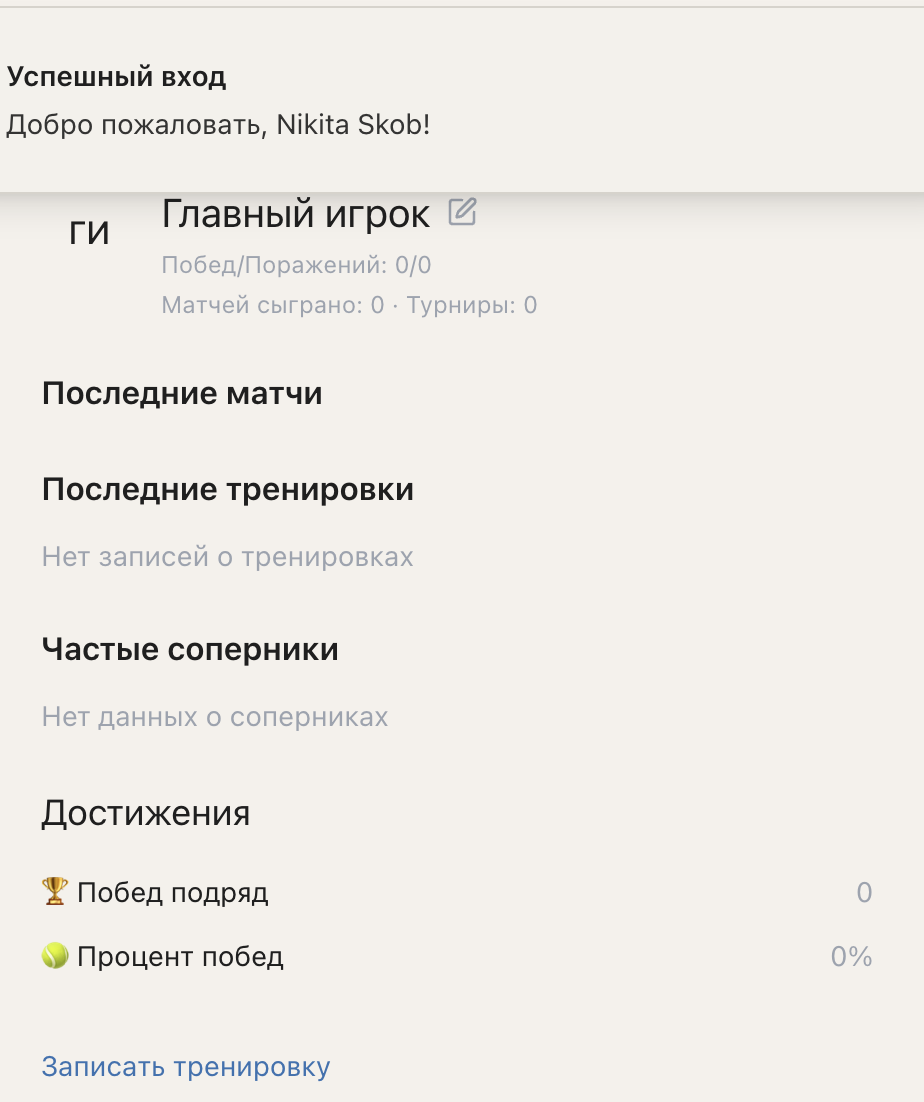 Успешный вход
Добро пожаловать, Nikita Skob!
ГИ
Главный игрок
Побед/Поражений: 0/0
Матчей сыграно: 0 · Турниры: 0
Последние матчи
Последние тренировки
Нет записей о тренировках
Частые соперники
Нет данных о соперниках
Достижения
🏆 Побед подряд 0
🎾 Процент побед 0%
Записать тренировку